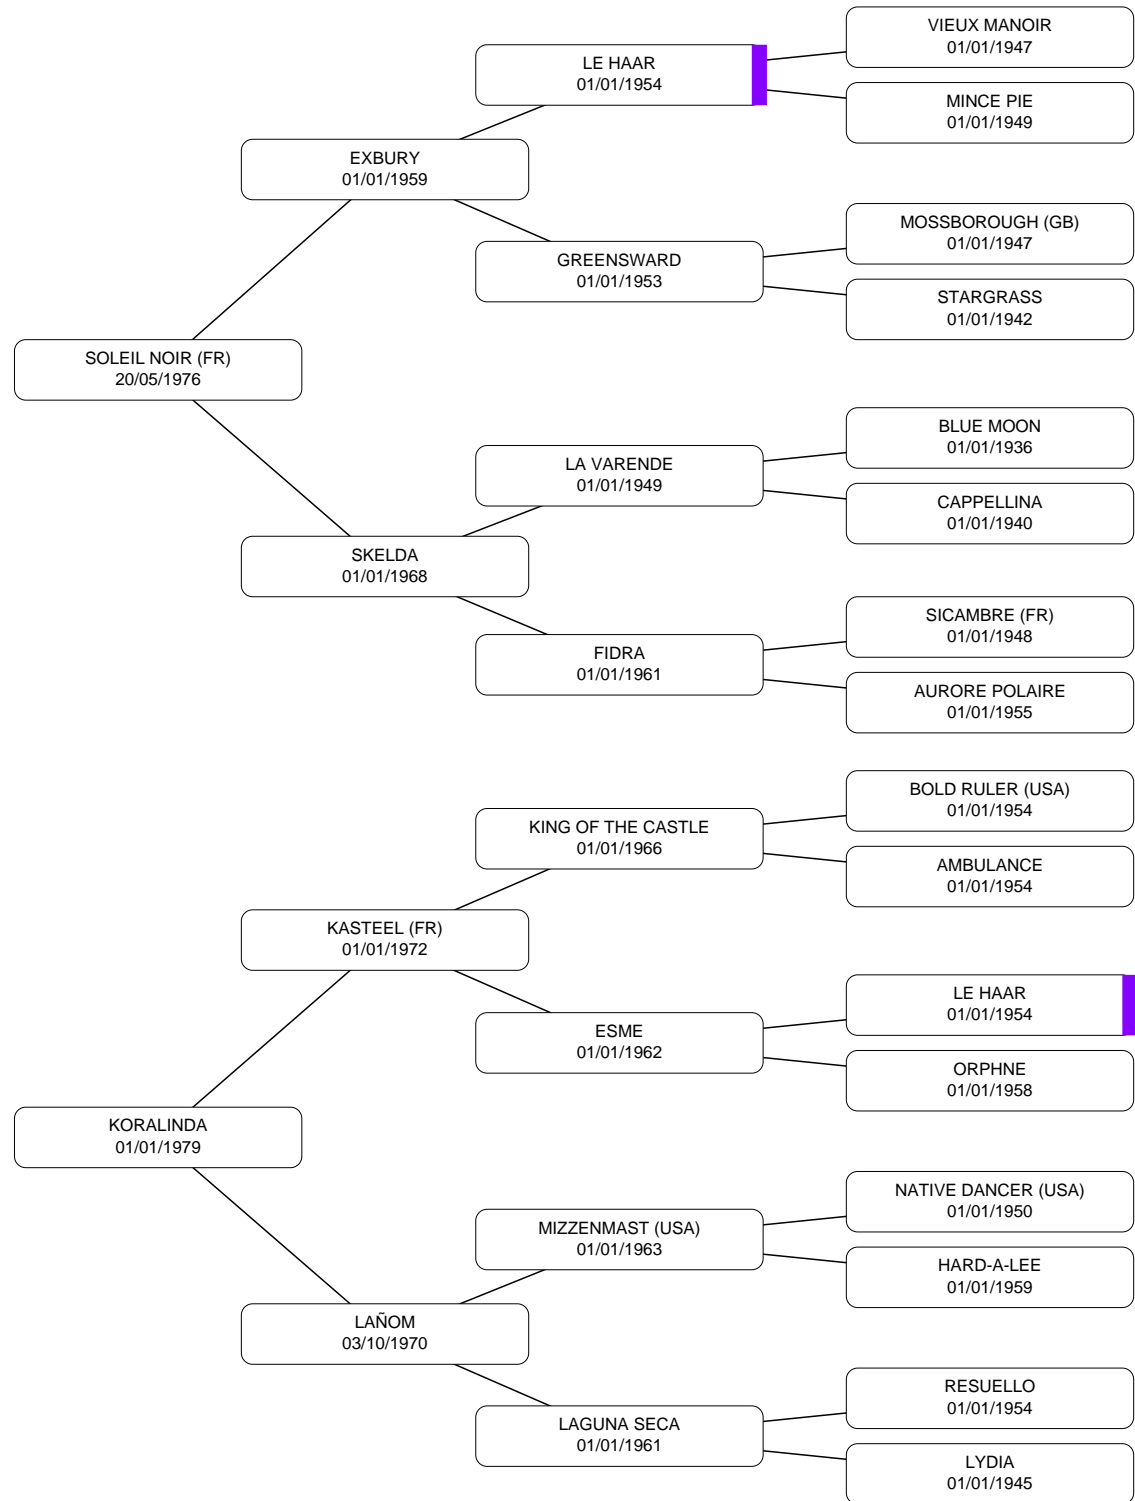 VIEUX MANOIR
01/01/1947
LE HAAR
01/01/1954
MINCE PIE
01/01/1949
EXBURY
01/01/1959
MOSSBOROUGH (GB)
01/01/1947
GREENSWARD
01/01/1953
STARGRASS
01/01/1942
SOLEIL NOIR (FR)
20/05/1976
BLUE MOON
01/01/1936
LA VARENDE
01/01/1949
CAPPELLINA
01/01/1940
SKELDA
01/01/1968
SICAMBRE (FR)
01/01/1948
FIDRA
01/01/1961
AURORE POLAIRE
01/01/1955
BOLD RULER (USA)
01/01/1954
KING OF THE CASTLE
01/01/1966
AMBULANCE
01/01/1954
KASTEEL (FR)
01/01/1972
LE HAAR
01/01/1954
ESME
01/01/1962
ORPHNE
01/01/1958
KORALINDA
01/01/1979
NATIVE DANCER (USA)
01/01/1950
MIZZENMAST (USA)
01/01/1963
HARD-A-LEE
01/01/1959
LAÑOM
03/10/1970
RESUELLO
01/01/1954
LAGUNA SECA
01/01/1961
LYDIA
01/01/1945